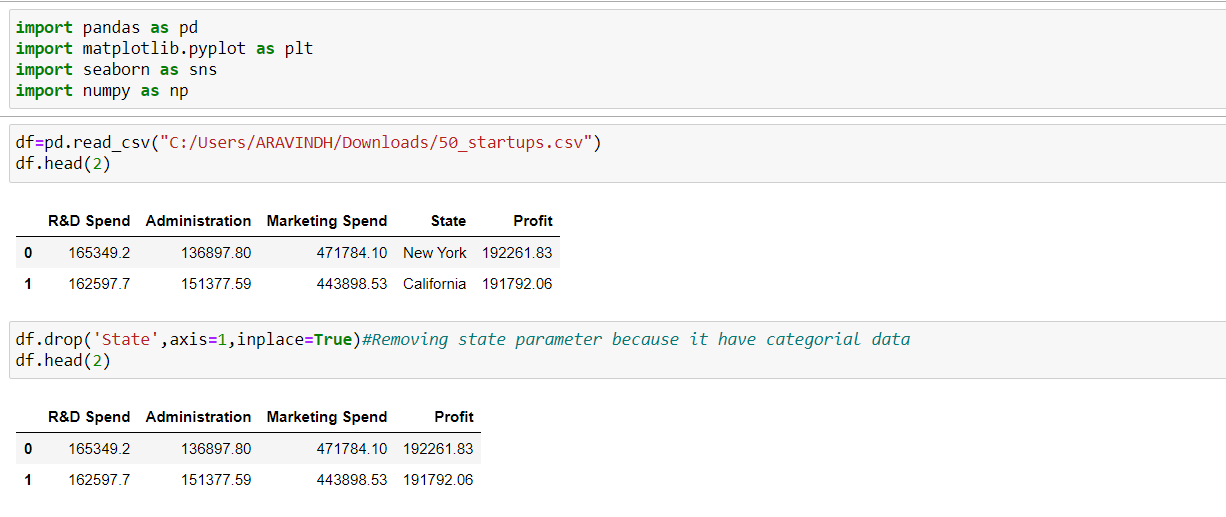 import pandas as pd
import matplotlib.pyplot as plt
import seaborn as sns
import numpy as np
df=pd.read_csv("C:/Users/ARAVINDH/Downloads/50_startups.csv")
df.head(2)
R&D Spend Administration Marketing Spend State Profit
0 165349.2 136897.80 471784.10 New York 192261.83
1 162597.7 151377.59 443898.53 California 191792.06
df.drop('State',axis=1,inplace=True)#Removing state parameter because it have categorial data
df.head(2)
R&D Spend Administration Marketing Spend Profit
0 165349.2 136897.80 471784.10 192261.83
1 162597.7 151377.59 443898.53 191792.06